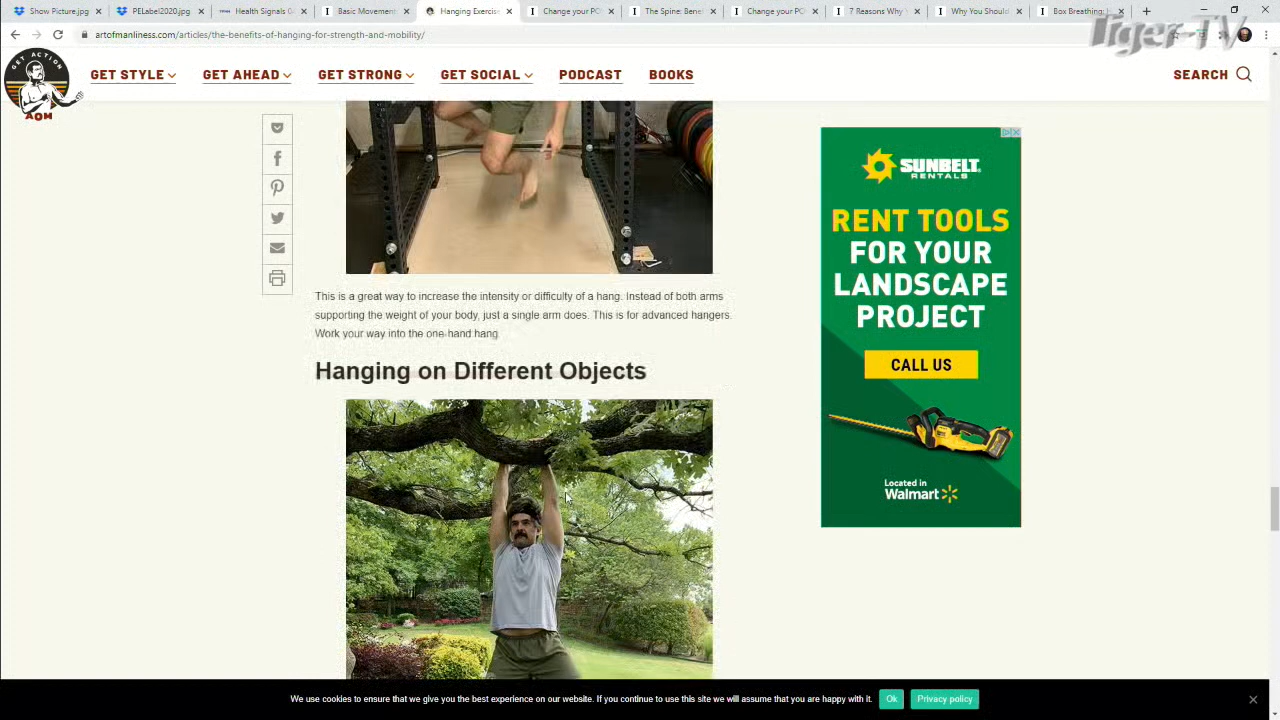 Show Picture.jpg
PELabel2020.jpg
Health Signals D
Basic Movement
Hanging Exercise
Change your PC
The Spine: Bene
Change your PC
7 Reasons Why
Why You Should
Box Breathing
Tiger TV
artofmanliness.com/articles/the-benefits-of-hanging-for-strength-and-mobility/
GET ACTION
AOM
GET STYLE
GET AHEAD
GET STRONG
GET SOCIAL
PODCAST
BOOKS
SEARCH
This is a great way to increase the intensity or difficulty of a hang. Instead of both arms
supporting the weight of your body, just a single arm does. This is for advanced hangers.
Work your way into the one-hand hang.
Hanging on Different Objects
SUNBELT
RENTALS
RENT TOOLS
FOR YOUR
LANDSCAPE
PROJECT
CALL US
Located in
Walmart
We use cookies to ensure that we give you the best experience on our website. If you continue to use this site we will assume that you are happy with it.
Ok
Privacy policy